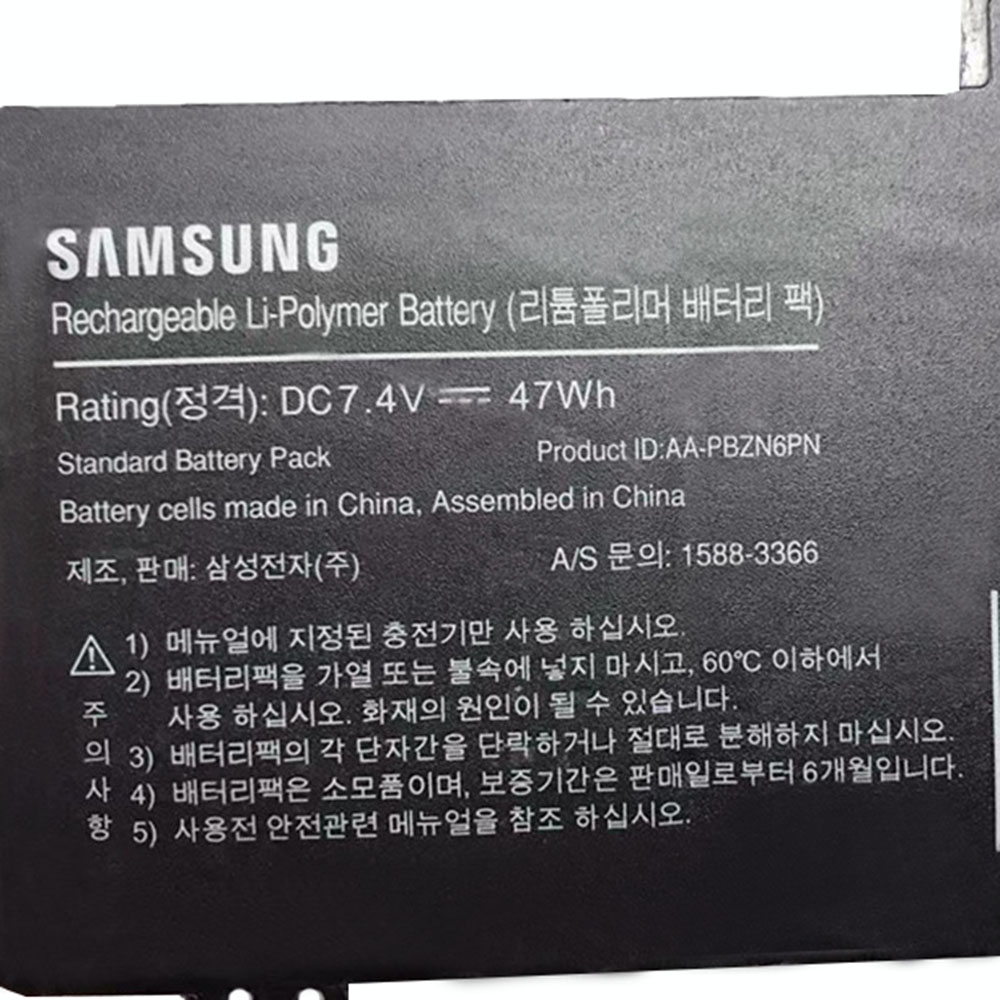 SAMSUNG
Rechargeable Li-Polymer Battery (리튬폴리머 배터리 팩)
Rating(정격): DC 7.4V ⎓ 47Wh
Standard Battery Pack Product ID:AA-PBZN6PN
Battery cells made in China, Assembled in China
제조, 판매: 삼성전자(주) A/S 문의: 1588-3366
주의사항
1) 메뉴얼에 지정된 충전기만 사용 하십시오.
2) 배터리팩을 가열 또는 불속에 넣지 마시고, 60℃ 이하에서
사용 하십시오. 화재의 원인이 될 수 있습니다.
3) 배터리팩의 각 단자간을 단락하거나 절대로 분해하지 마십시오.
4) 배터리팩은 소모품이며, 보증기간은 판매일로부터 6개월입니다.
5) 사용전 안전관련 메뉴얼을 참조 하십시오.